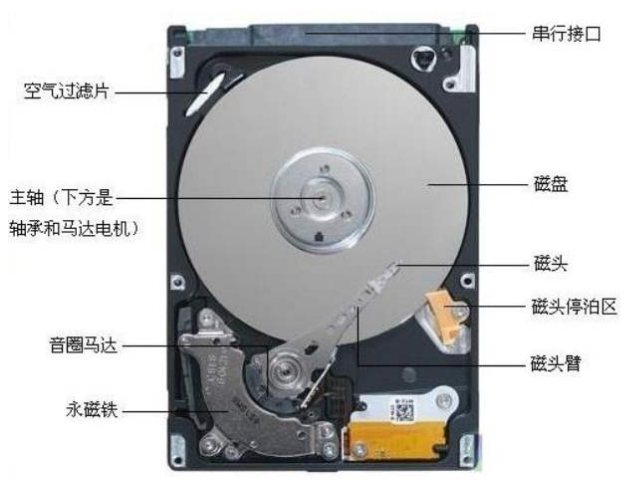 串行接口
空气过滤片
磁盘
主轴（下方是
轴承和马达电机）
磁头
磁头停泊区
音圈马达
磁头臂
永磁铁